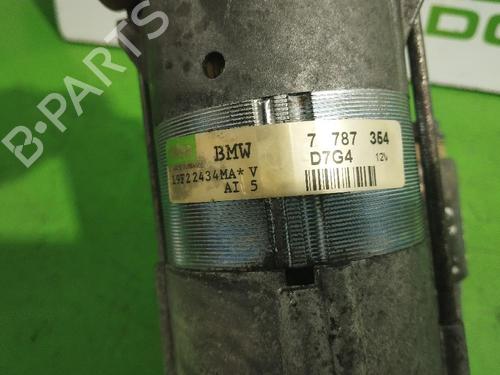 BMW 7 787 354
D7G4 12V
19F22434MA* V
AI 5
B-PARTS